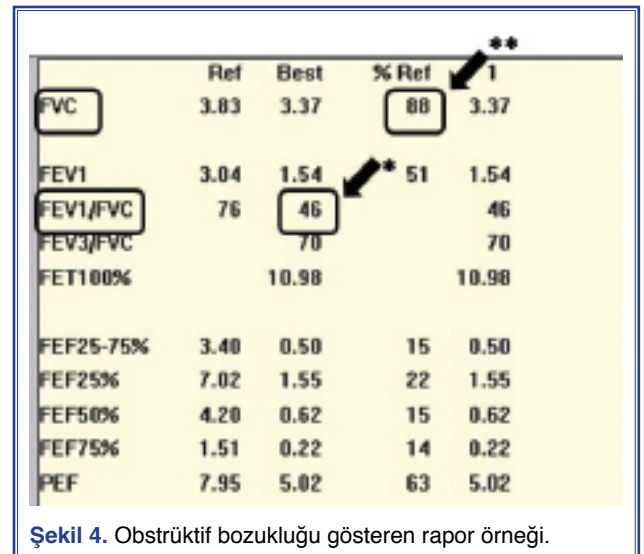 **
Ref Best % Ref 1
FVC 3.83 3.37 88 3.37
*
FEV1 3.04 1.54 51 1.54
FEV1/FVC 76 46 46
FEV3/FVC 70 70
FET100% 10.98 10.98
FEF25-75% 3.40 0.50 15 0.50
FEF25% 7.02 1.55 22 1.55
FEF50% 4.20 0.62 15 0.62
FEF75% 1.51 0.22 14 0.22
PEF 7.95 5.02 63 5.02
Şekil 4. Obstrüktif bozukluğu gösteren rapor örneği.